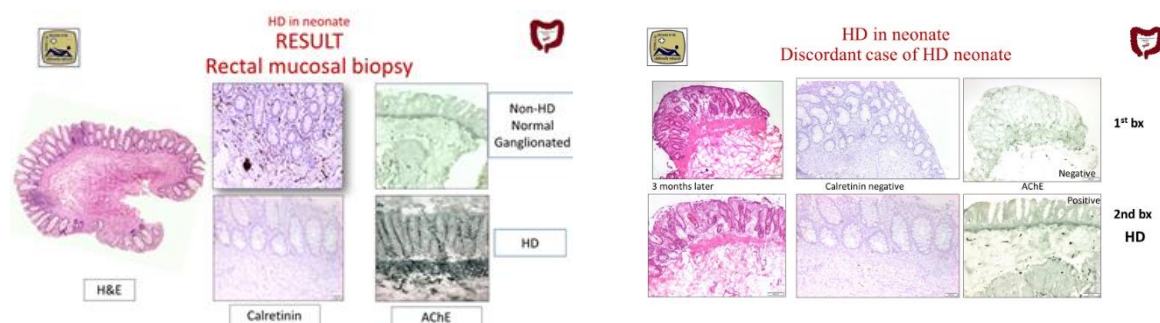 HD in neonate
RESULT
Rectal mucosal biopsy
Non-HD
Normal
Ganglionated
HD
H&E
Calretinin
AChE
HD in neonate
Discordant case of HD neonate
1st bx
Negative
3 months later
Calretinin negative
AChE
Positive
2nd bx
HD